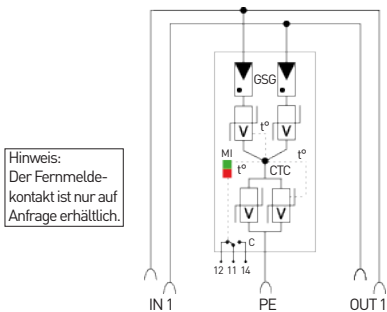 GSG
V V
t°
MI
t° CTC t°
Hinweis:
Der Fernmelde-
kontakt ist nur auf
Anfrage erhältlich.
V V
C
12 11 14
IN 1 PE OUT 1